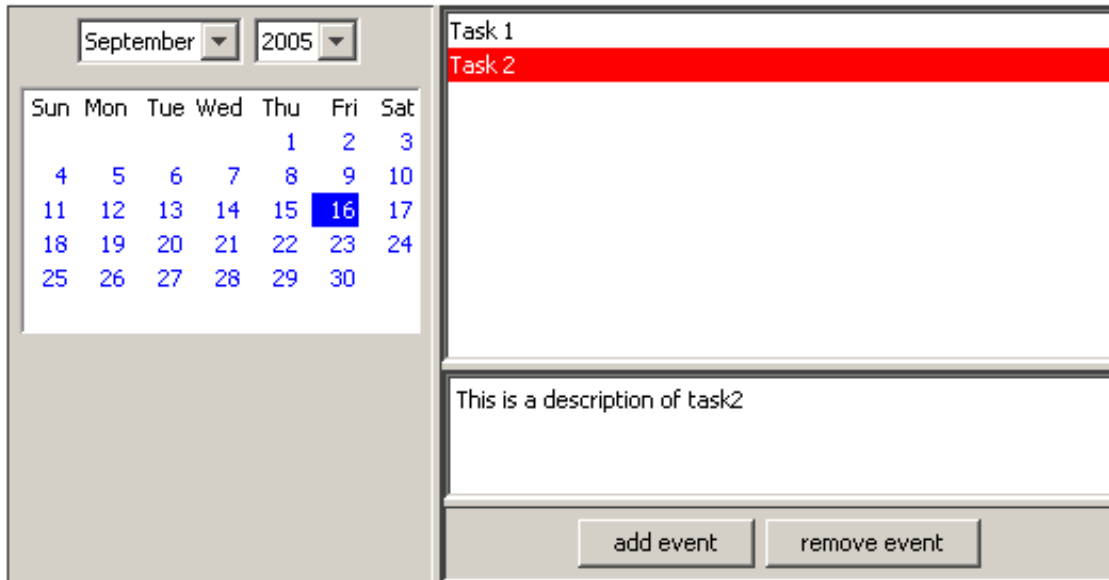 September 2005
Sun Mon Tue Wed Thu Fri Sat
1 2 3
4 5 6 7 8 9 10
11 12 13 14 15 16 17
18 19 20 21 22 23 24
25 26 27 28 29 30
Task 1
Task 2
This is a description of task2
add event remove event